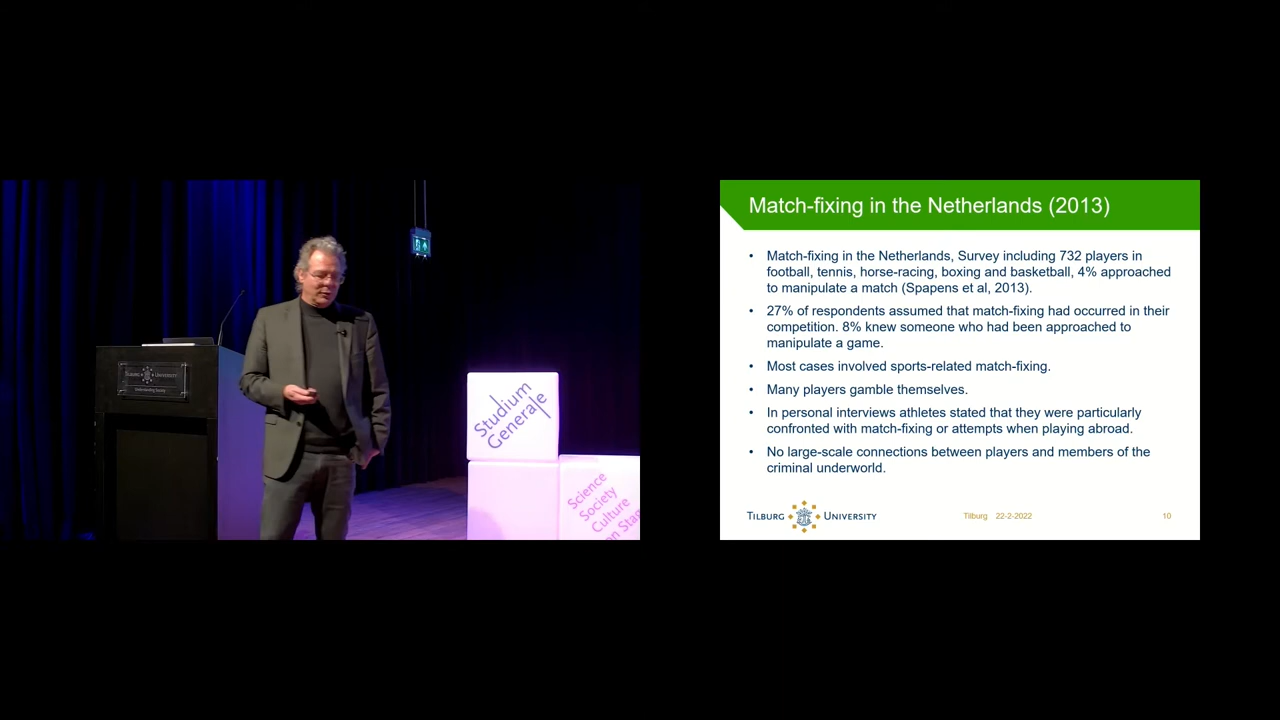 TILBURG UNIVERSITY
Studium
Generale
Science
Society
Culture
Match-fixing in the Netherlands (2013)
• Match-fixing in the Netherlands, Survey including 732 players in
football, tennis, horse-racing, boxing and basketball, 4% approached
to manipulate a match (Spapens et al, 2013).
• 27% of respondents assumed that match-fixing had occurred in their
competition. 8% knew someone who had been approached to
manipulate a game.
• Most cases involved sports-related match-fixing.
• Many players gamble themselves.
• In personal interviews athletes stated that they were particularly
confronted with match-fixing or attempts when playing abroad.
• No large-scale connections between players and members of the
criminal underworld.
TILBURG UNIVERSITY
Tilburg 22-2-2022
10